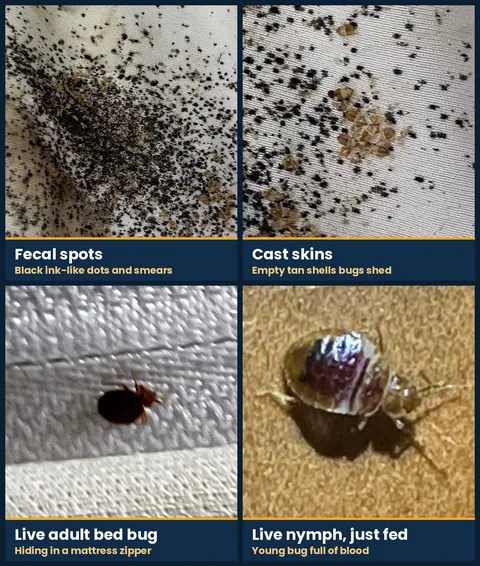 Fecal spots
Black ink-like dots and smears
Cast skins
Empty tan shells bugs shed
Live adult bed bug
Hiding in a mattress zipper
Live nymph, just fed
Young bug full of blood